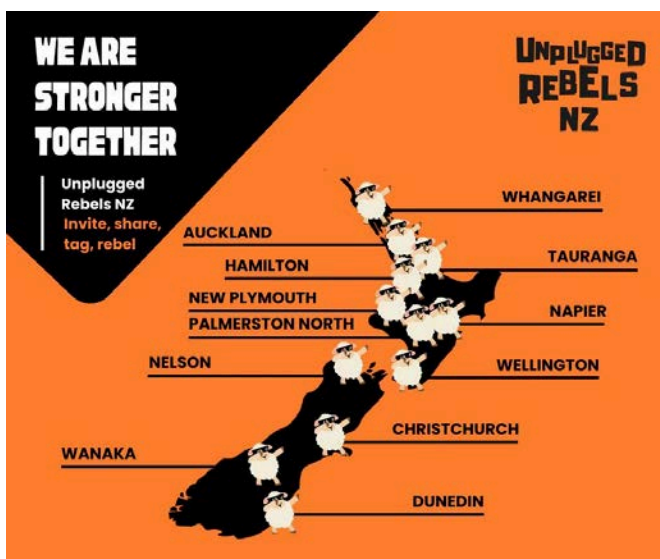 WE ARE
STRONGER
TOGETHER
Unplugged
Rebels NZ
Invite, share,
tag, rebel
UNPLUGGED
REBELS
NZ
WHANGAREI
AUCKLAND
TAURANGA
HAMILTON
NEW PLYMOUTH
NAPIER
PALMERSTON NORTH
NELSON
WELLINGTON
CHRISTCHURCH
WANAKA
DUNEDIN